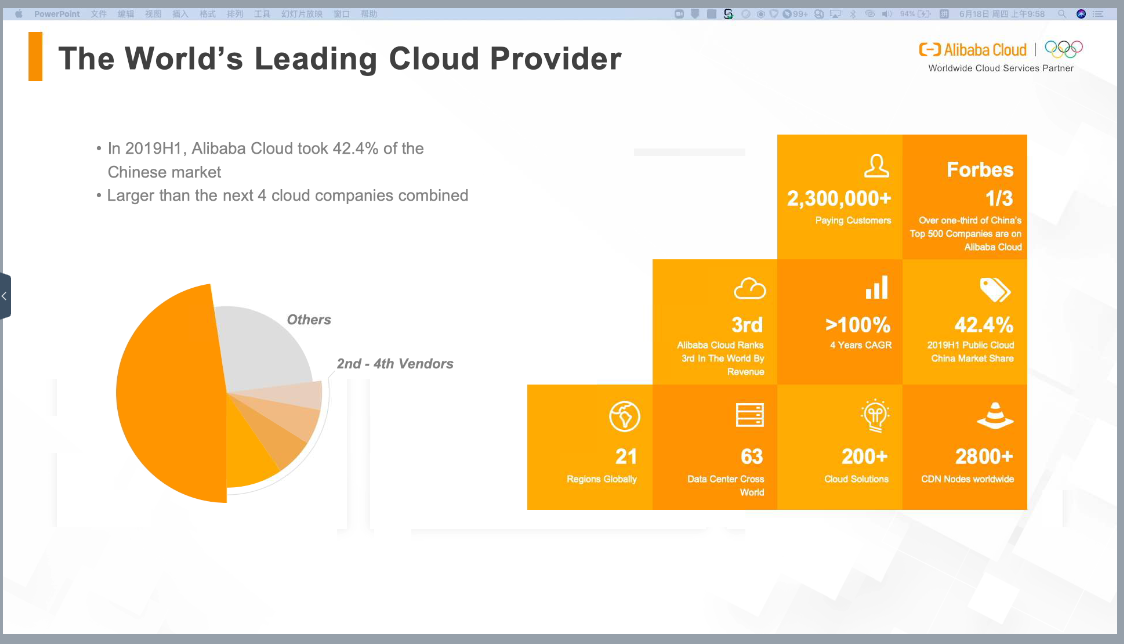 PowerPoint 文件 编辑 视图 插入 格式 排列 工具 幻灯片放映 窗口 帮助
99+ 94% 6月18日 周四 上午9:58
The World’s Leading Cloud Provider
Alibaba Cloud
Worldwide Cloud Services Partner
• In 2019H1, Alibaba Cloud took 42.4% of the
Chinese market
• Larger than the next 4 cloud companies combined
Others
2nd - 4th Vendors
2,300,000+
Paying Customers
Forbes
1/3
Over one-third of China's
Top 500 Companies are on
Alibaba Cloud
3rd
Alibaba Cloud Ranks
3rd In The World By
Revenue
>100%
4 Years CAGR
42.4%
2019H1 Public Cloud
China Market Share
21
Regions Globally
63
Data Center Cross
World
200+
Cloud Solutions
2800+
CDN Nodes worldwide